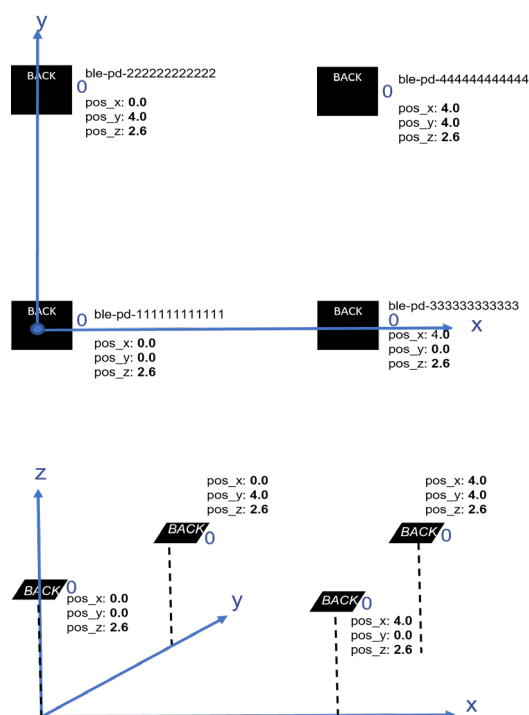 y
BACK
ble-pd-222222222222
0
pos_x: 0.0
pos_y: 4.0
pos_z: 2.6
BACK
ble-pd-444444444444
0
pos_x: 4.0
pos_y: 4.0
pos_z: 2.6
BACK
0
ble-pd-111111111111
pos_x: 0.0
pos_y: 0.0
pos_z: 2.6
BACK
ble-pd-333333333333
0
pos_x: 4.0
pos_y: 0.0
pos_z: 2.6
x
z
pos_x: 0.0
pos_y: 4.0
pos_z: 2.6
BACK
0
pos_x: 4.0
pos_y: 4.0
pos_z: 2.6
BACK
0
BACK
0
pos_x: 0.0
pos_y: 0.0
pos_z: 2.6
y
BACK
0
pos_x: 4.0
pos_y: 0.0
pos_z: 2.6
x